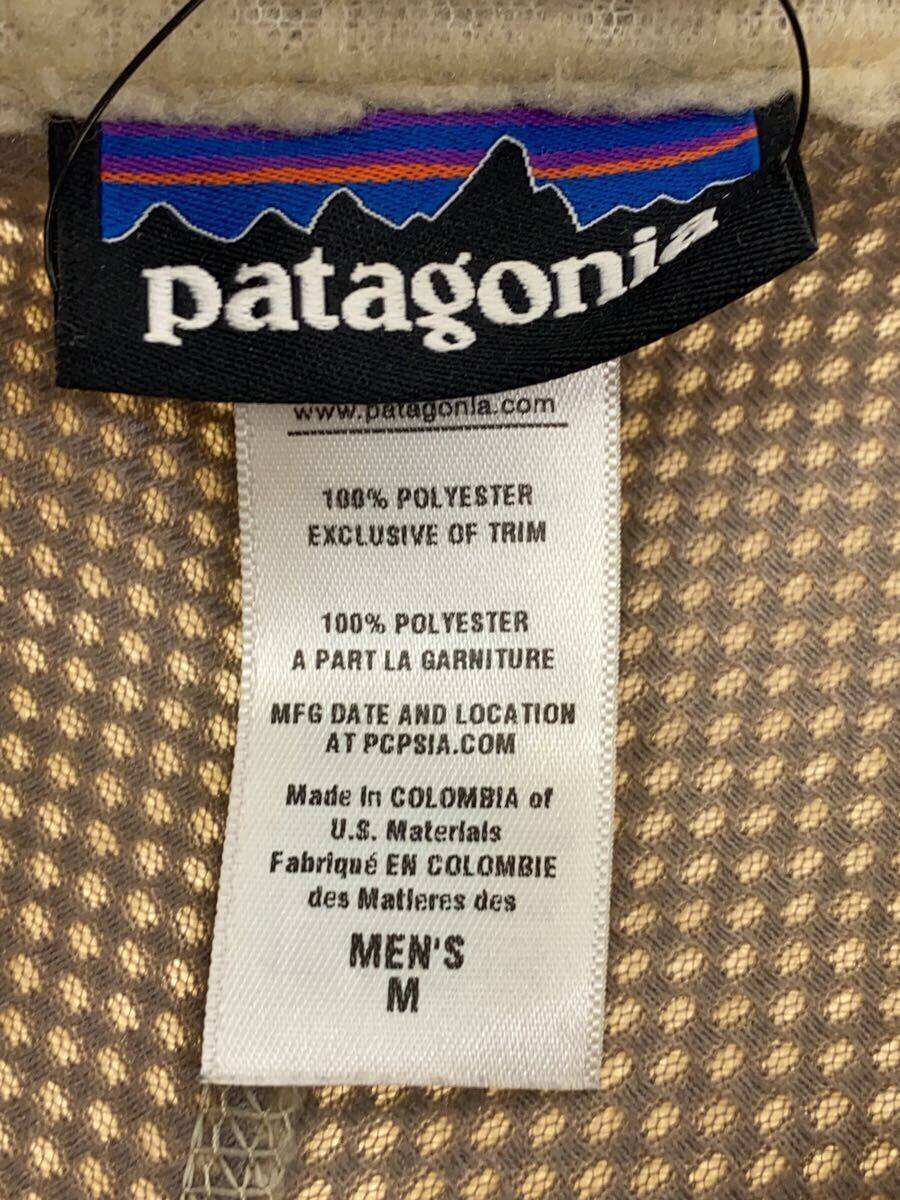 patagonia
www.patagonia.com
100% POLYESTER
EXCLUSIVE OF TRIM
100% POLYESTER
A PART LA GARNITURE
MFG DATE AND LOCATION
AT PCPSIA.COM
Made in COLOMBIA of
U.S. Materials
Fabriqué EN COLOMBIE
des Matieres des
MEN'S
M